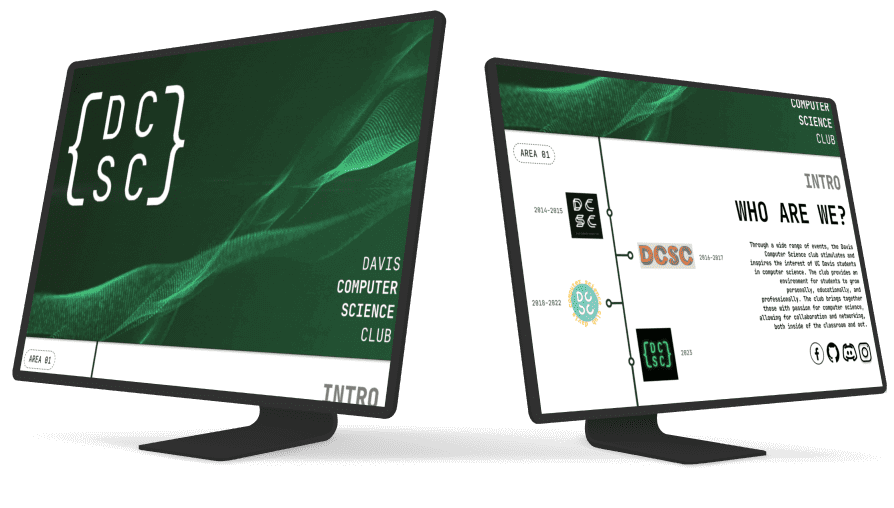 {DC
SC}
DAVIS
COMPUTER
SCIENCE
CLUB
AREA 01
INTRO
COMPUTER
SCIENCE
CLUB
AREA 01
INTRO
WHO ARE WE?
2014-2015
DC
SC
DCSC
2016-2017
2018-2022
DC
SC
{DC
SC}
2023
Through a wide range of events, the Davis
Computer Science club stimulates and
inspires the interest of UC Davis students
in computer science. The club provides an
environment for students to grow
personally, educationally, and
professionally. The club brings together
those with passion for computer science,
allowing for collaboration and networking,
both inside of the classroom and out.